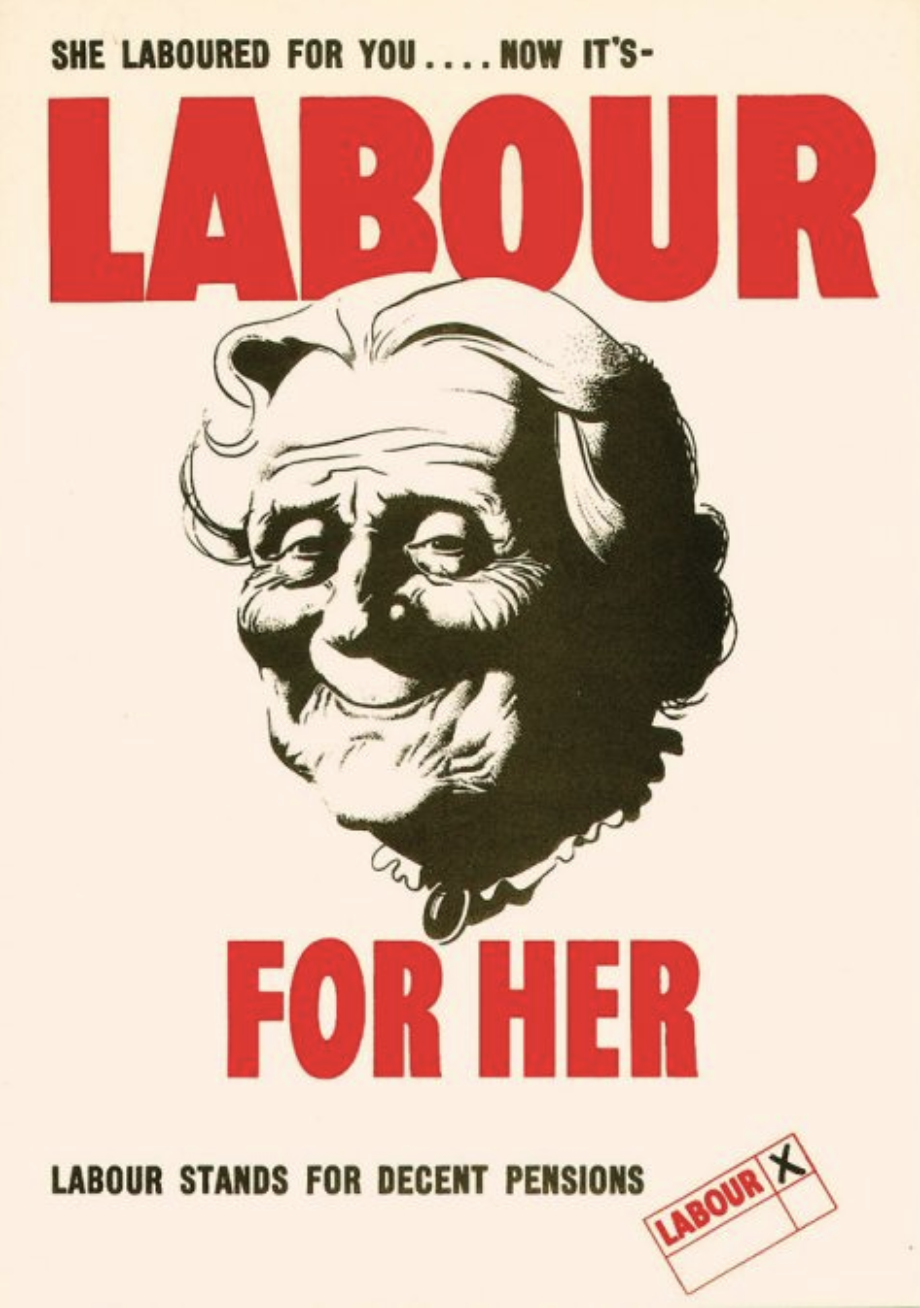 SHE LABOURED FOR YOU .... NOW IT'S-
LABOUR
FOR HER
LABOUR STANDS FOR DECENT PENSIONS
LABOUR X